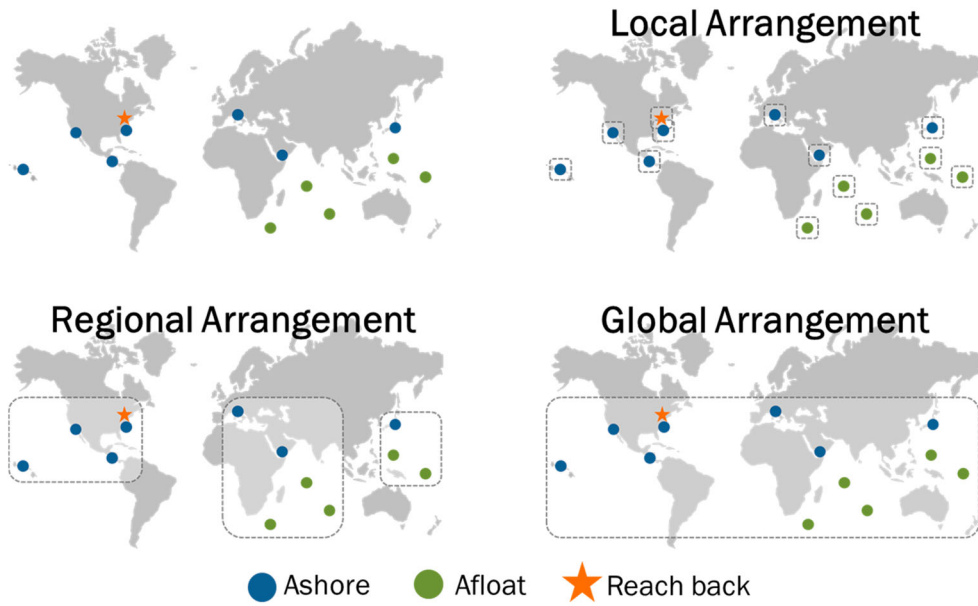 Local Arrangement
Regional Arrangement
Global Arrangement
Ashore
Afloat
Reach back